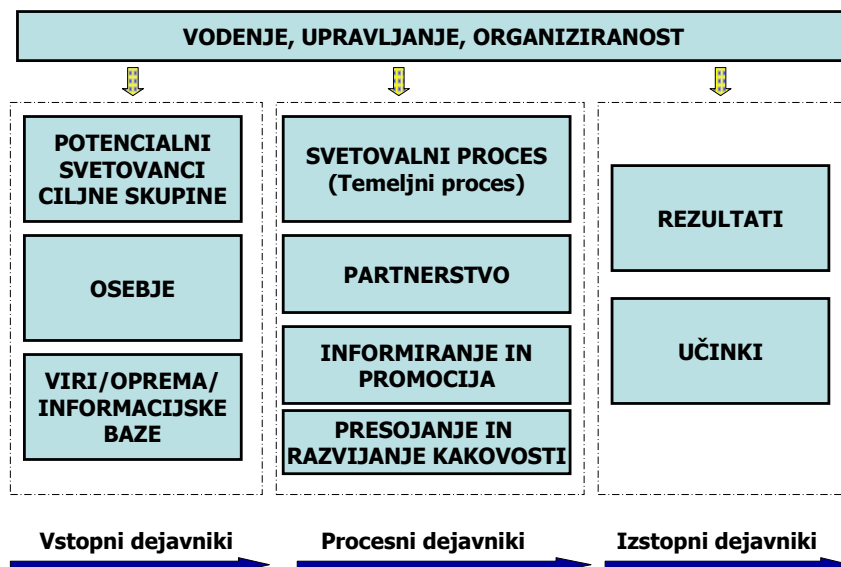 VODENJE, UPRAVLJANJE, ORGANIZIRANOST
POTENCIALNI
SVETOVANCI
CILJNE SKUPINE
OSEBJE
VIRI/OPREMA/
INFORMACIJSKE
BAZE
SVETOVALNI PROCES
(Temeljni proces)
PARTNERSTVO
INFORMIRANJE IN
PROMOCIJA
PRESOJANJE IN
RAZVIJANJE KAKOVOSTI
REZULTATI
UČINKI
Vstopni dejavniki
Procesni dejavniki
Izstopni dejavniki